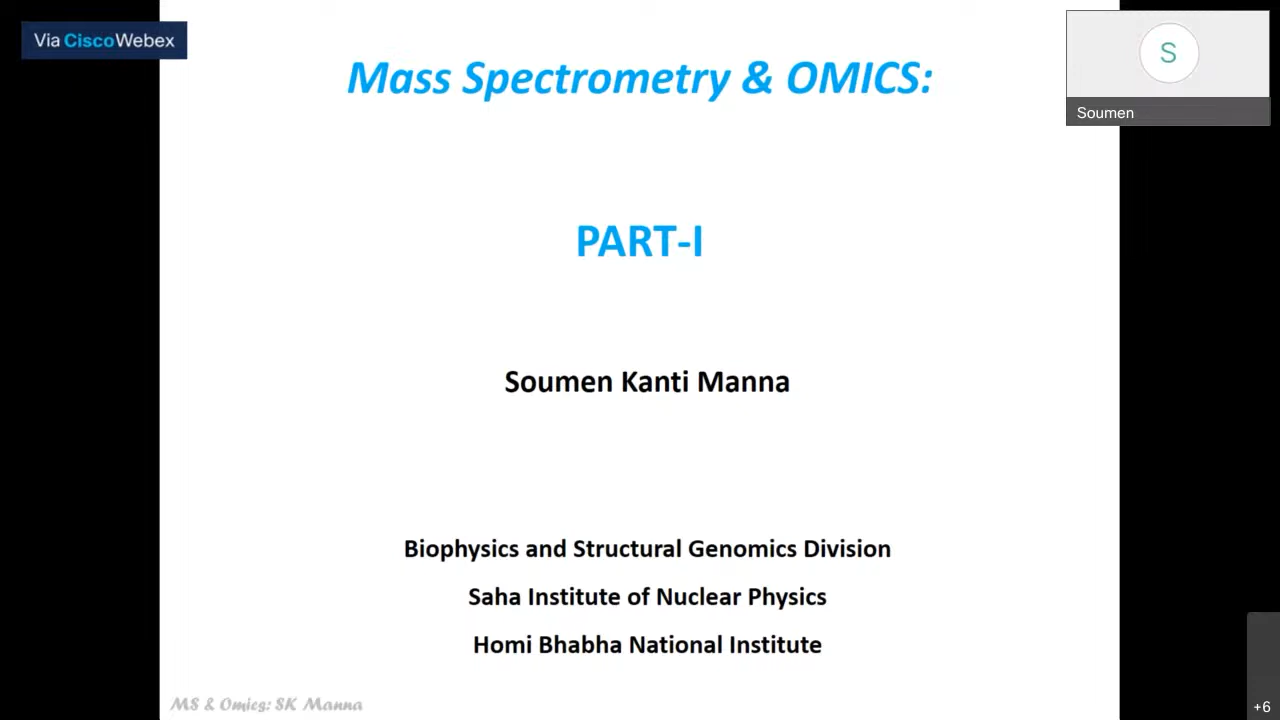 Via CiscoWebex
Mass Spectrometry & OMICS:
S
Soumen
PART-I
Soumen Kanti Manna
Biophysics and Structural Genomics Division
Saha Institute of Nuclear Physics
Homi Bhabha National Institute
MS & Omics: SK Manna
+6